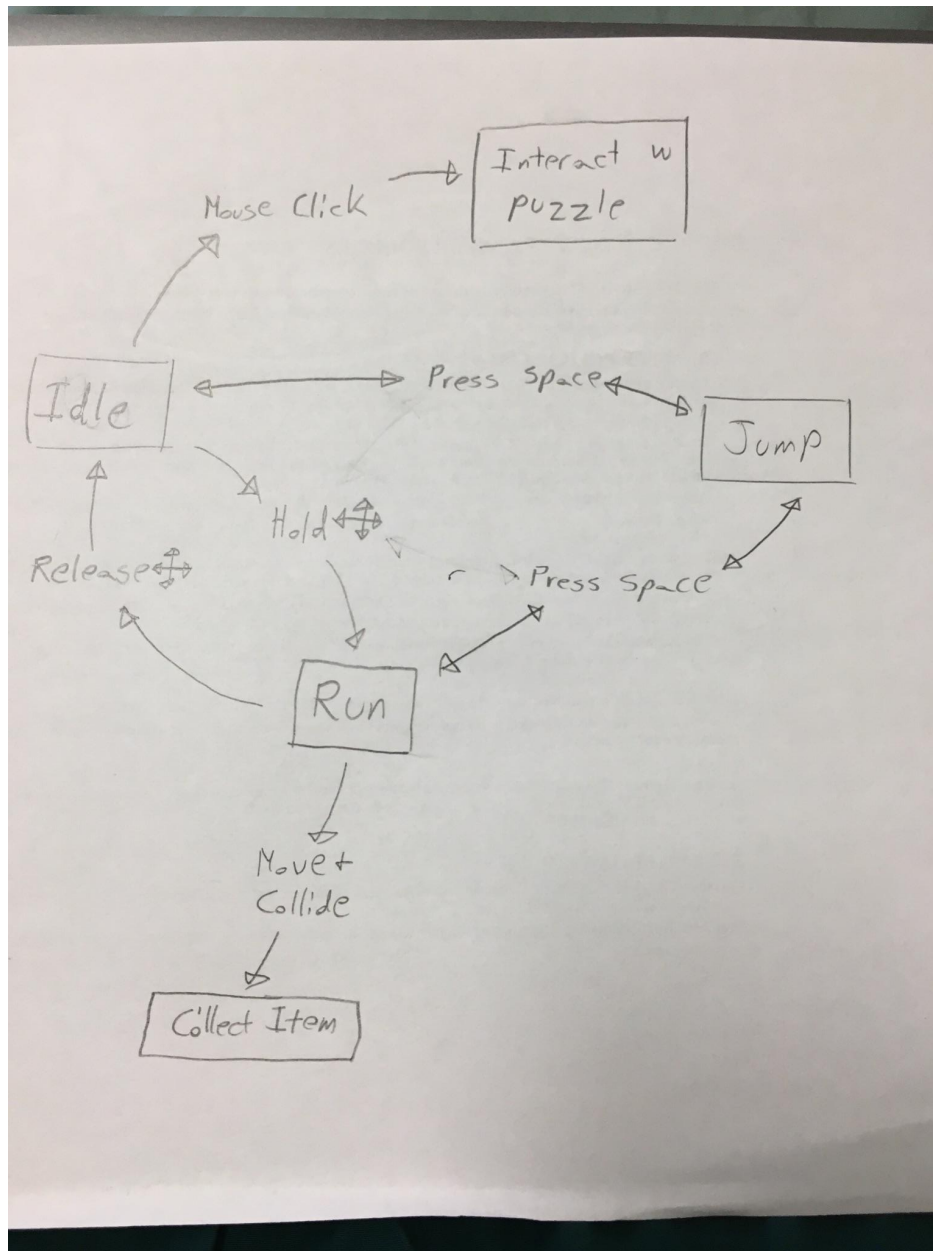 Interact w
puzzle
Mouse Click
Press Space
Idle
Jump
Hold
Release
Press Space
Run
Move +
Collide
Collect Item